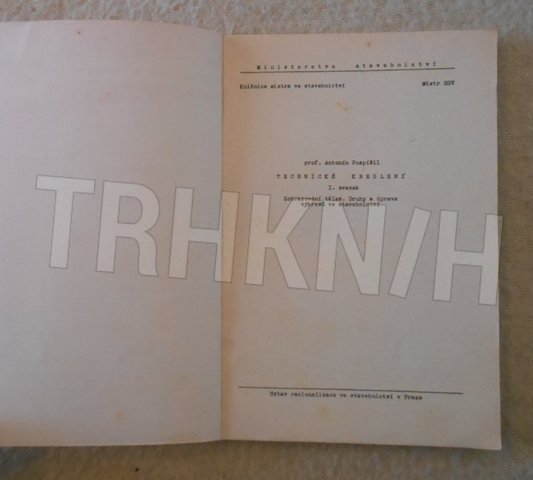 Ministerstvo stavebnictví
Knižnice mistra ve stavebnictví Mistr HSV
prof. Antonín Pospíšil
TECHNICKÉ KRESLENÍ
I. svazek
Zobrazování těles. Druhy a úprava
výkresů ve stavebnictví
TRHKNIH
Ústav racionalizace ve stavebnictví v Praze